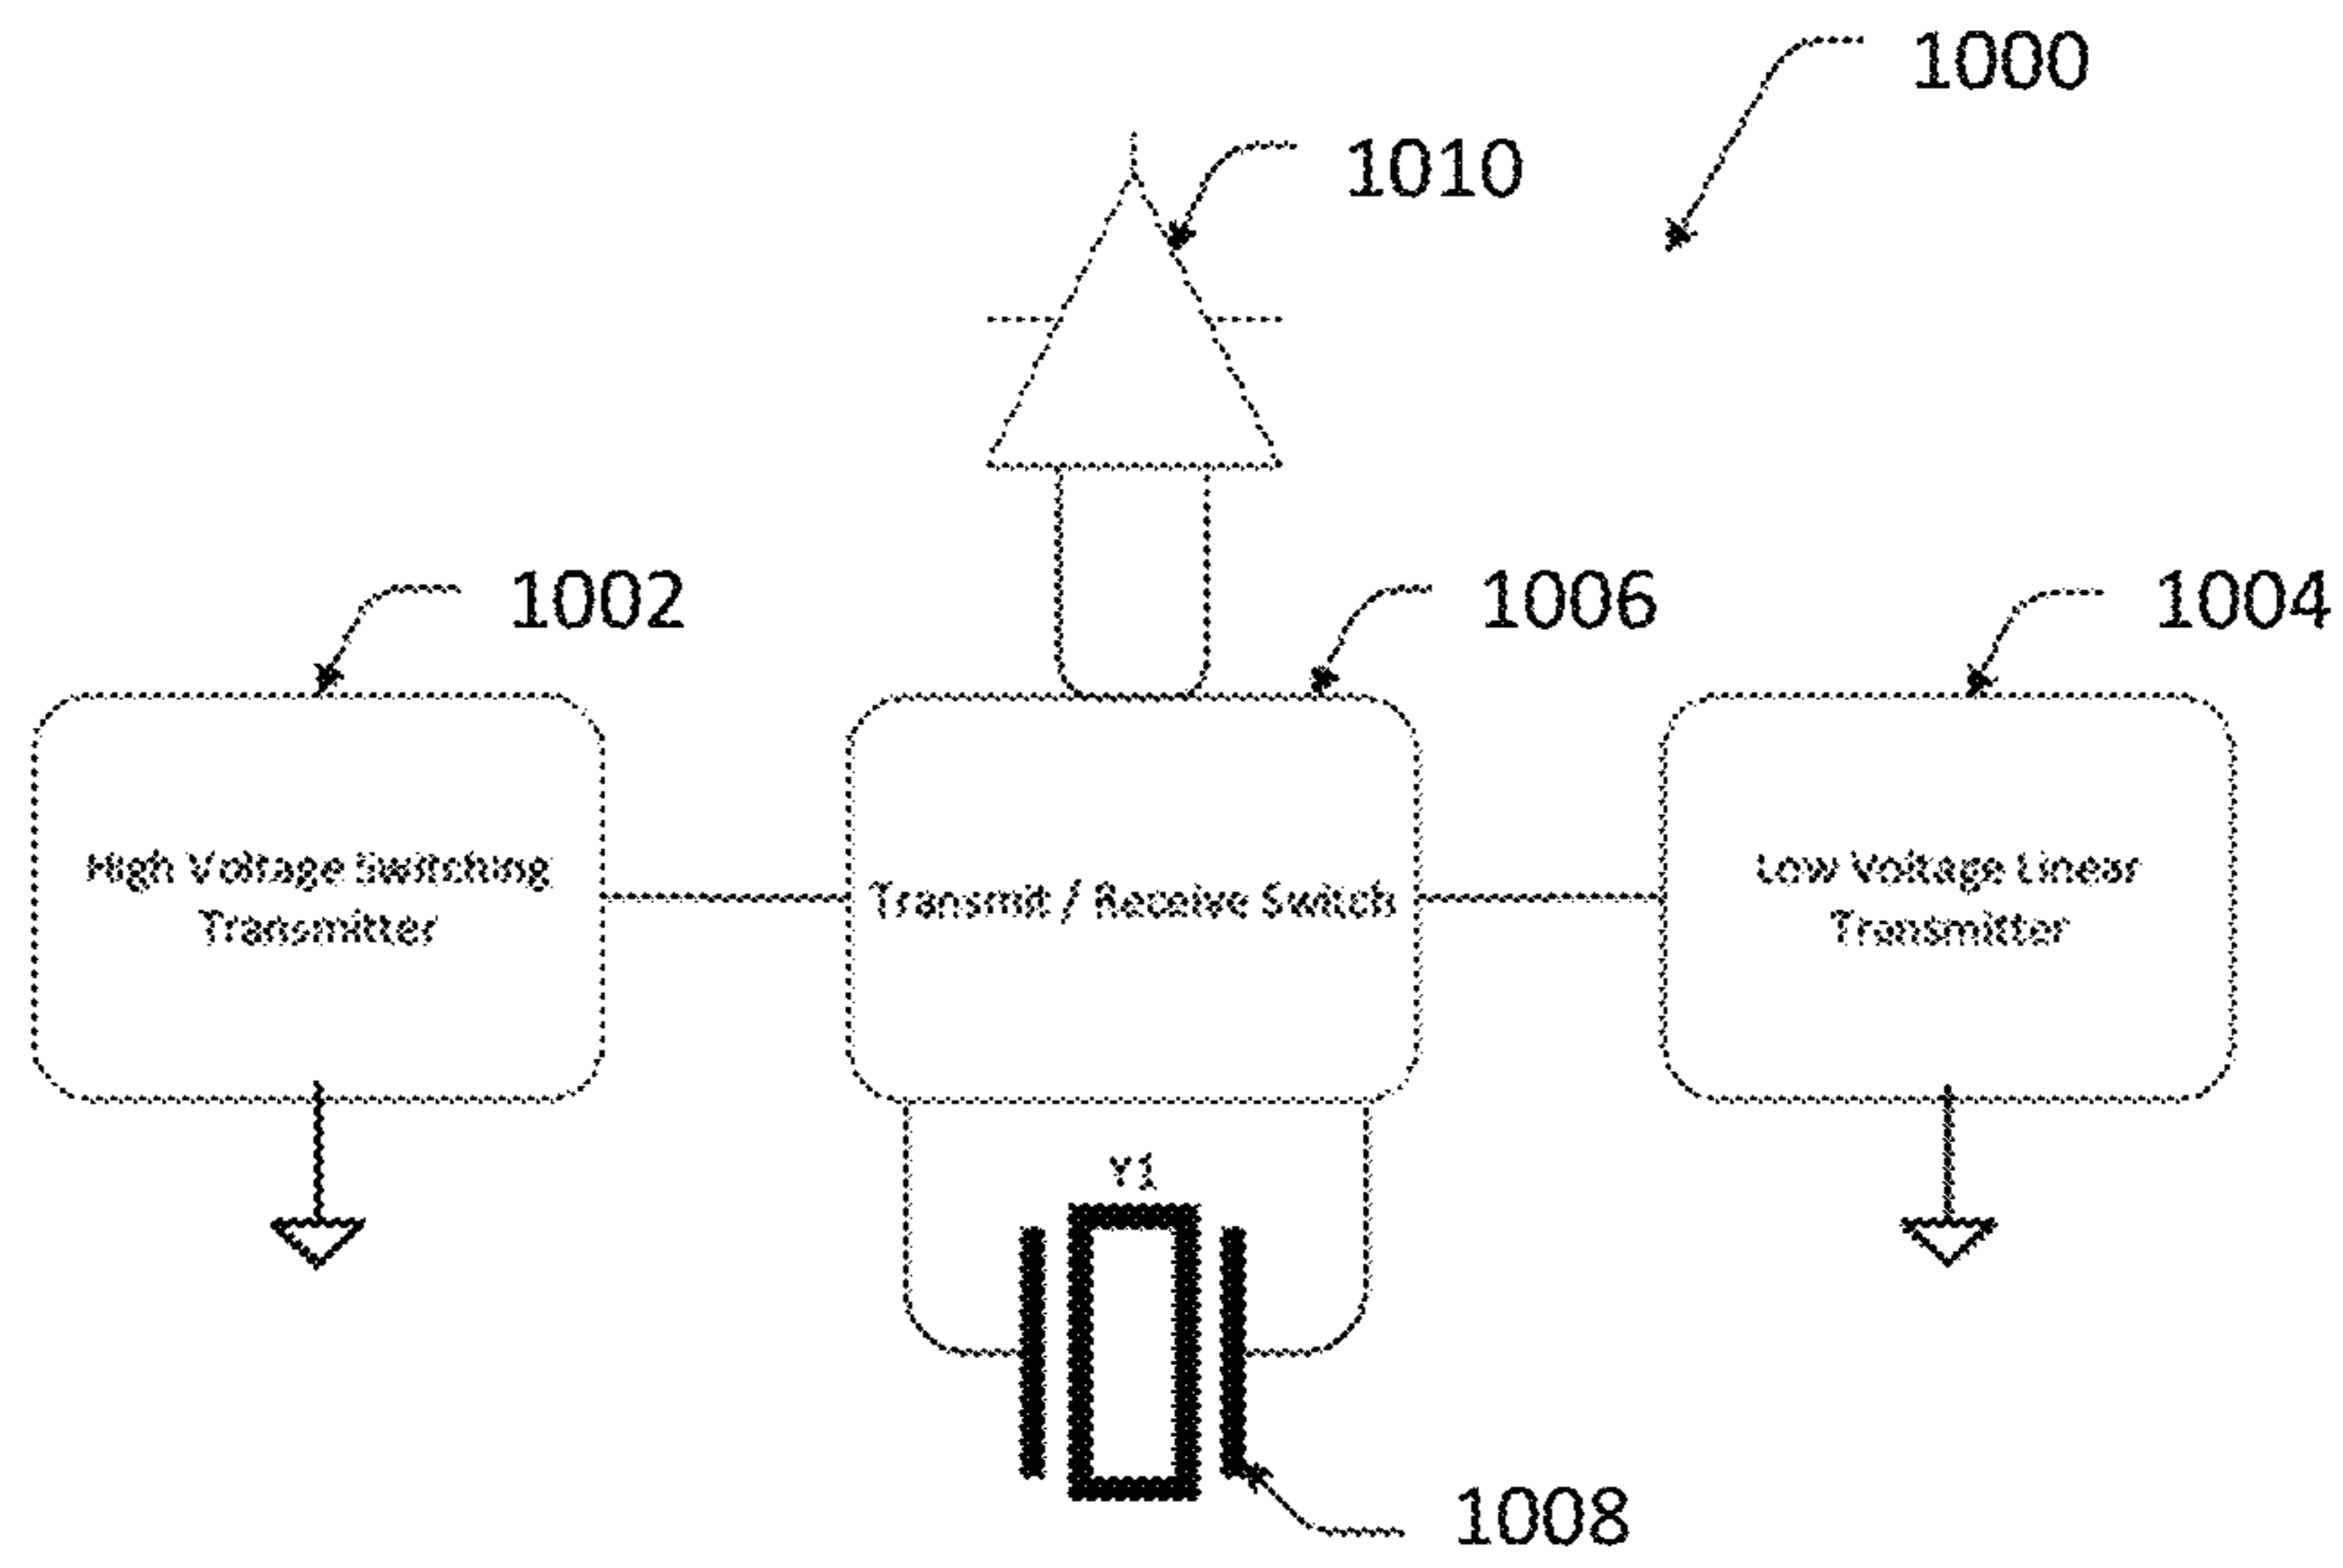 1000
1010
1002
1006
1004
High Voltage Switching
Transmitter
Transmit / Receive Switch
Low Voltage Linear
Transmitter
Y1
1008